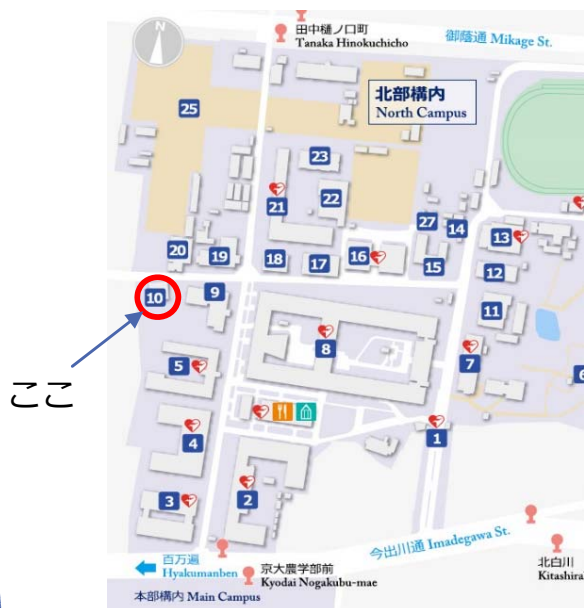 N
田中樋ノ口町
Tanaka Hinokuchicho
御蔭通 Mikage St.
北部構内
North Campus
25
23
22
21
27
14
13
20
19
18
17
16
15
12
10
9
11
8
7
6
5
ここ
4
1
3
2
今出川通 Imadegawa St.
百万遍
Hyakumanben
京大農学部前
Kyodai Nogakubu-mae
北白川
Kitashira
本部構内 Main Campus